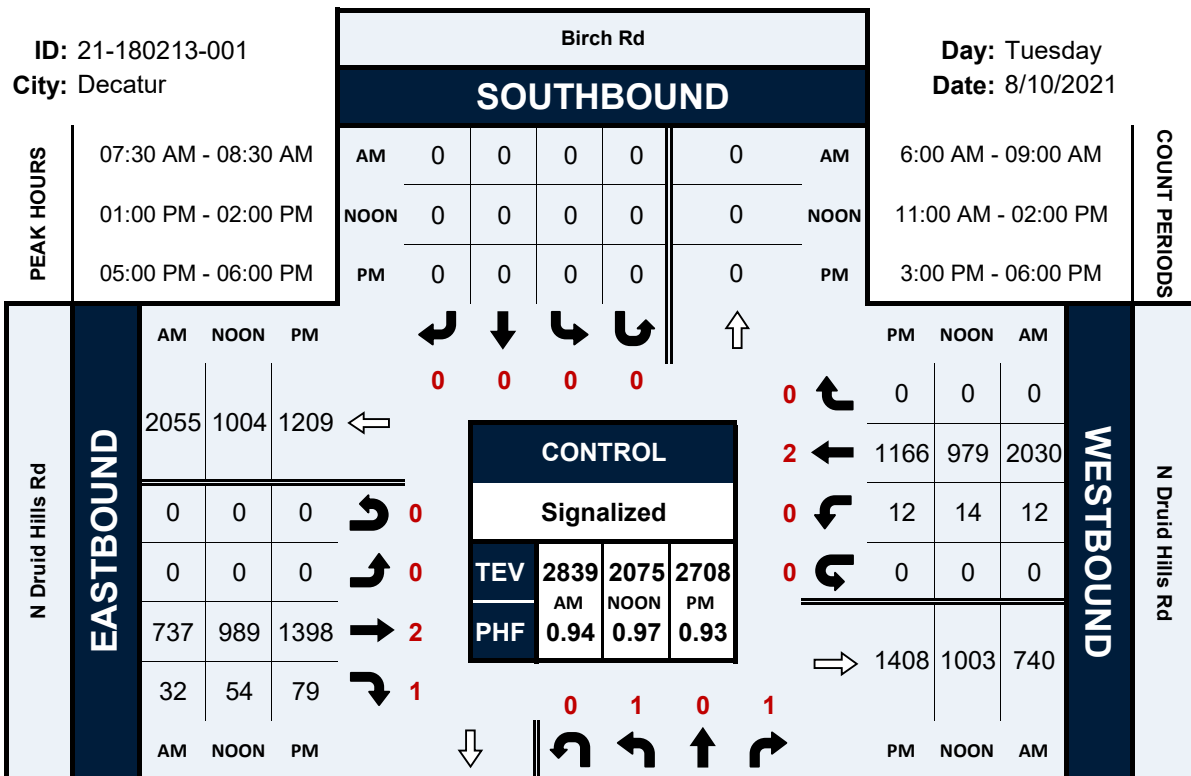 Birch Rd
ID: 21-180213-001
City: Decatur
SOUTHBOUND
Day: Tuesday
Date: 8/10/2021
PEAK HOURS
07:30 AM - 08:30 AM
01:00 PM - 02:00 PM
05:00 PM - 06:00 PM
AM 0 0 0 0 0 AM
NOON 0 0 0 0 0 NOON
PM 0 0 0 0 0 PM
6:00 AM - 09:00 AM
11:00 AM - 02:00 PM
3:00 PM - 06:00 PM
COUNT PERIODS
0 0 0 0
N Druid Hills Rd
EASTBOUND
AM NOON PM
2055 1004 1209
0 0 0 0
0 0 0 0
737 989 1398 2
32 54 79 1
AM NOON PM
CONTROL
Signalized
TEV 2839 2075 2708
AM NOON PM
PHF 0.94 0.97 0.93
PM NOON AM
0 0 0 0
2 1166 979 2030
0 12 14 12
0 0 0 0
1408 1003 740
PM NOON AM
WESTBOUND
N Druid Hills Rd
0 1 0 1